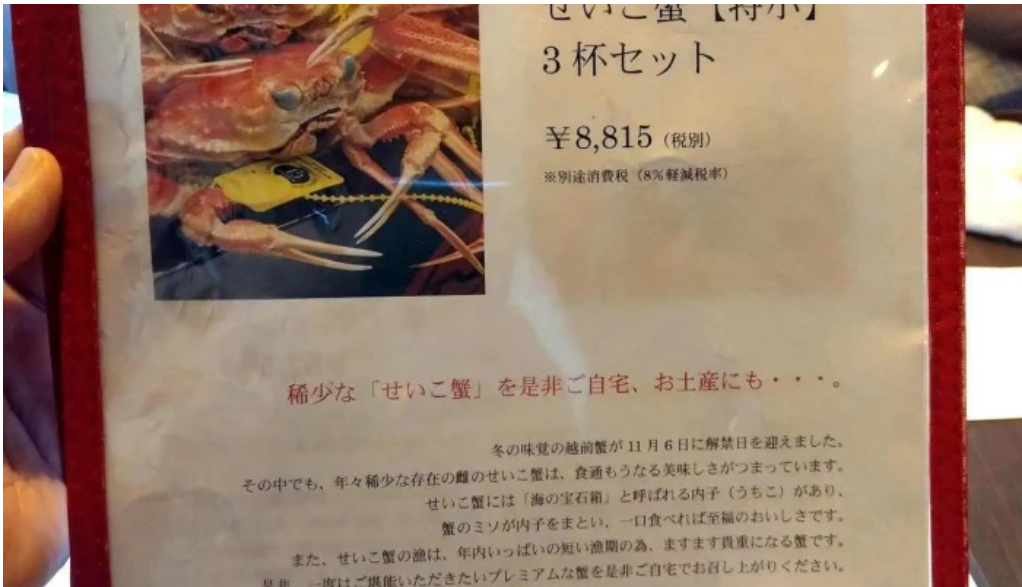 せいこ蟹【特小】
3杯セット
¥8,815（税別）
※別途消費税（8%軽減税率）
稀少な「せいこ蟹」を是非ご自宅、お土産にも・・・。
冬の味覚の越前蟹が11月6日に解禁日を迎えました。
その中でも、年々稀少な存在の雌のせいこ蟹は、食通もうなる美味しさがつまっています。
せいこ蟹には「海の宝石箱」と呼ばれる内子（うちこ）があり、
蟹のミソが内子をまとい、一口食べれば至福のおいしさです。
また、せいこ蟹の漁は、年内いっぱいの短い漁期の為、ますます貴重になる蟹です。
是非、一度はご堪能いただきたいプレミアムな蟹を是非ご自宅でお召し上がりください。